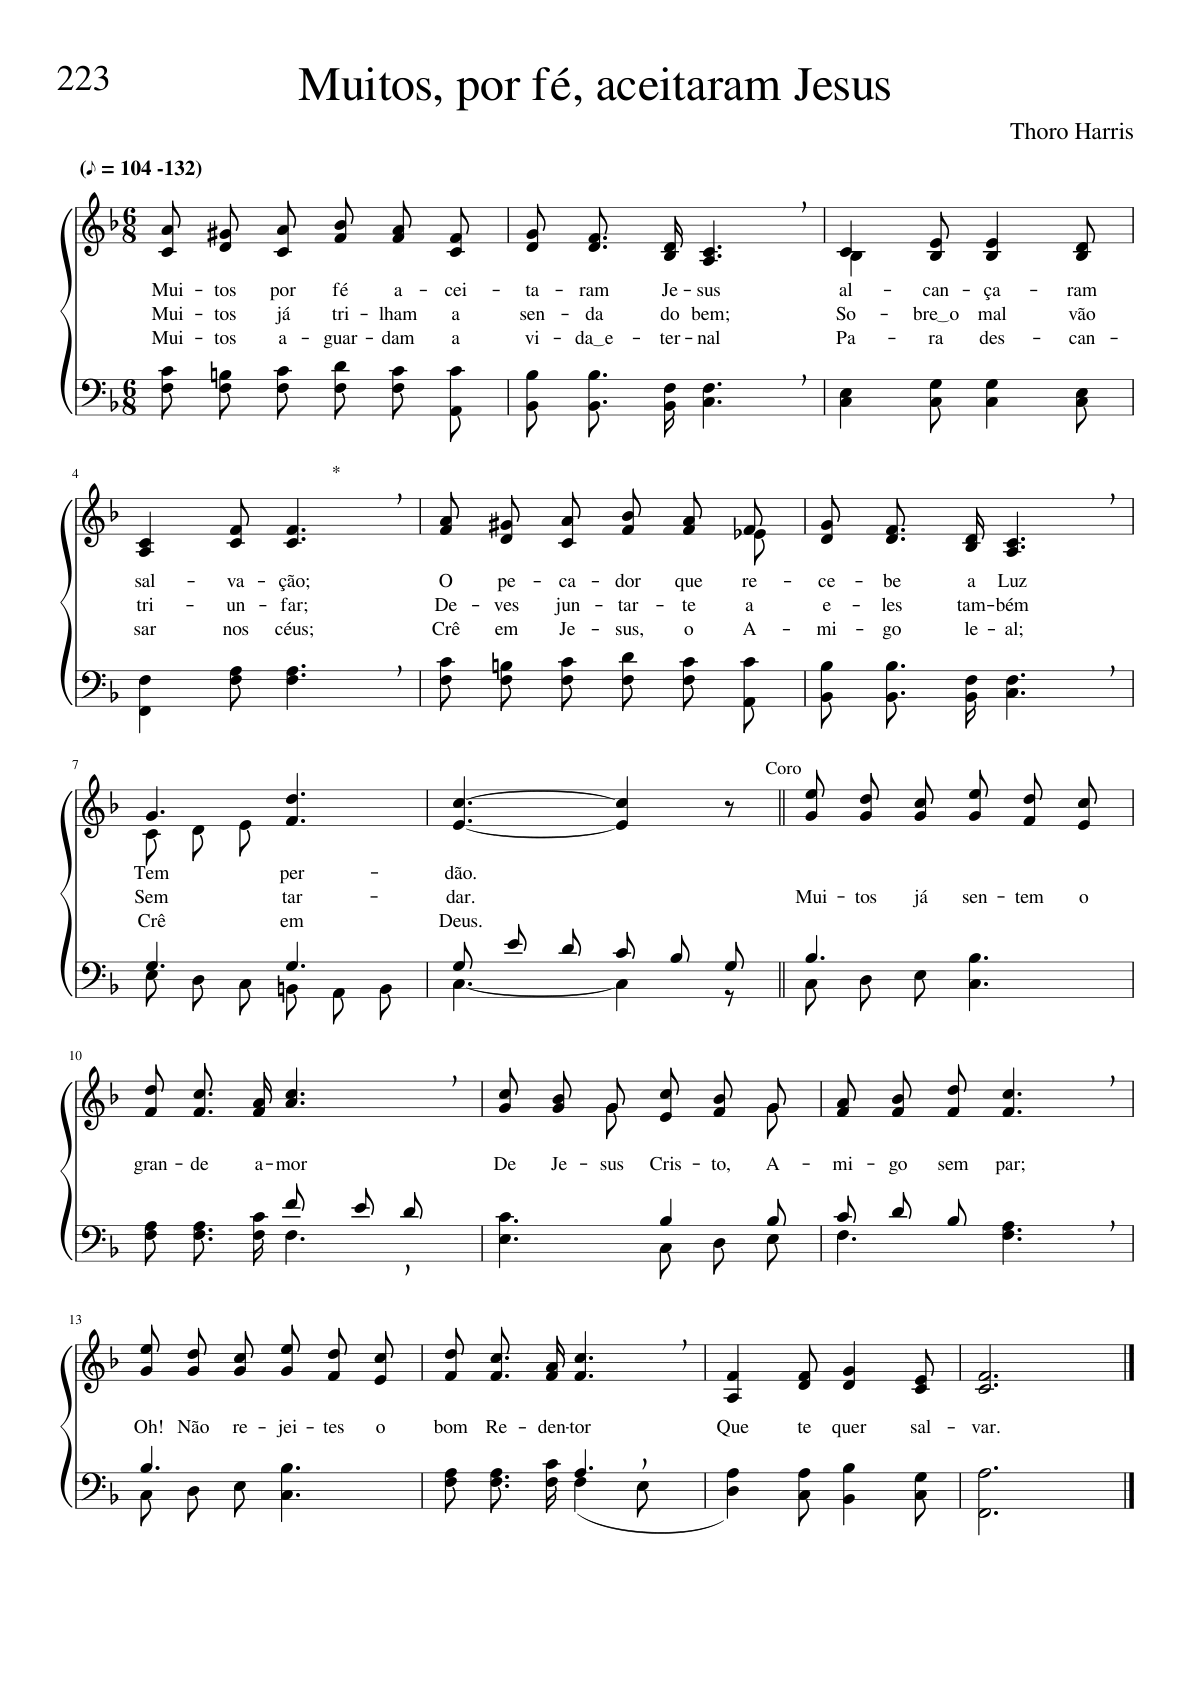 223
Muitos, por fé, aceitaram Jesus
Thoro Harris
(♪ = 104 -132)
Mui - tos por fé a - cei - ta - ram Je - sus al - can - ça - ram
Mui - tos já tri - lham a sen - da do bem; So - bre‿o mal vão
Mui - tos a - guar - dam a vi - da‿e - ter - nal Pa - ra des - can -
4
*
sal - va - ção; O pe - ca - dor que re - ce - be a Luz
tri - un - far; De - ves jun - tar - te a e - les tam - bém
sar nos céus; Crê em Je - sus, o A - mi - go le - al;
7
Coro
Tem per - dão.
Sem tar - dar. Mui - tos já sen - tem o
Crê em Deus.
10
gran - de a - mor De Je - sus Cris - to, A - mi - go sem par;
13
Oh! Não re - jei - tes o bom Re - den - tor Que te quer sal - var.